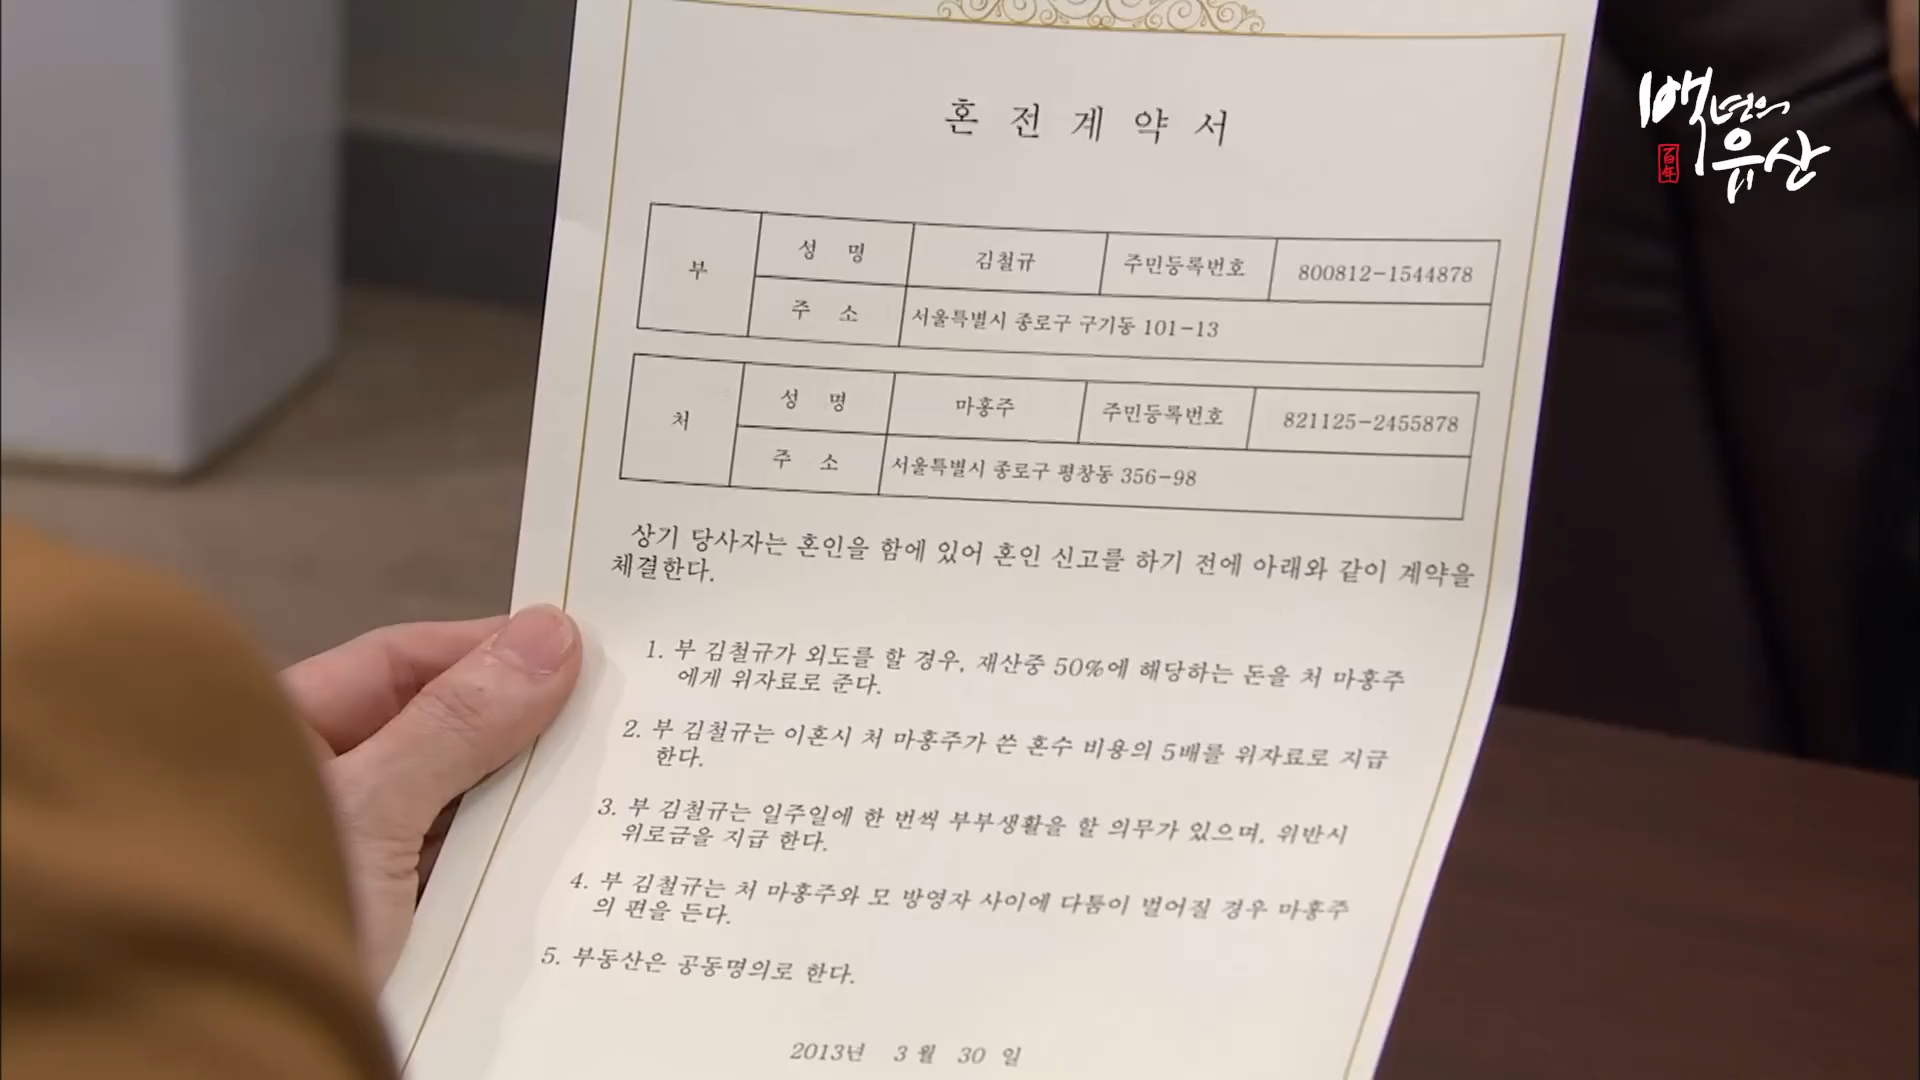 백년의
유산
百年
혼 전 계 약 서
부 성 명 김철규 주민등록번호 800812-1544878
주 소 서울특별시 종로구 구기동 101-13
처 성 명 마홍주 주민등록번호 821125-2455878
주 소 서울특별시 종로구 평창동 356-98
상기 당사자는 혼인을 함에 있어 혼인 신고를 하기 전에 아래와 같이 계약을
체결한다.
1. 부 김철규가 외도를 할 경우, 재산중 50%에 해당하는 돈을 처 마홍주
에게 위자료로 준다.
2. 부 김철규는 이혼시 처 마홍주가 쓴 혼수 비용의 5배를 위자료로 지급
한다.
3. 부 김철규는 일주일에 한 번씩 부부생활을 할 의무가 있으며, 위반시
위로금을 지급 한다.
4. 부 김철규는 처 마홍주와 모 방영자 사이에 다툼이 벌어질 경우 마홍주
의 편을 든다.
5. 부동산은 공동명의로 한다.
2013년 3 월 30 일